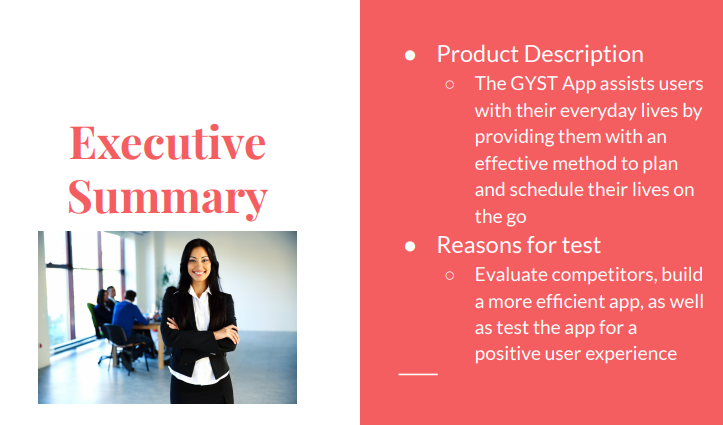 Executive
Summary
● Product Description
○ The GYST App assists users
with their everyday lives by
providing them with an
effective method to plan
and schedule their lives on
the go
● Reasons for test
○ Evaluate competitors, build
a more efficient app, as well
as test the app for a
positive user experience